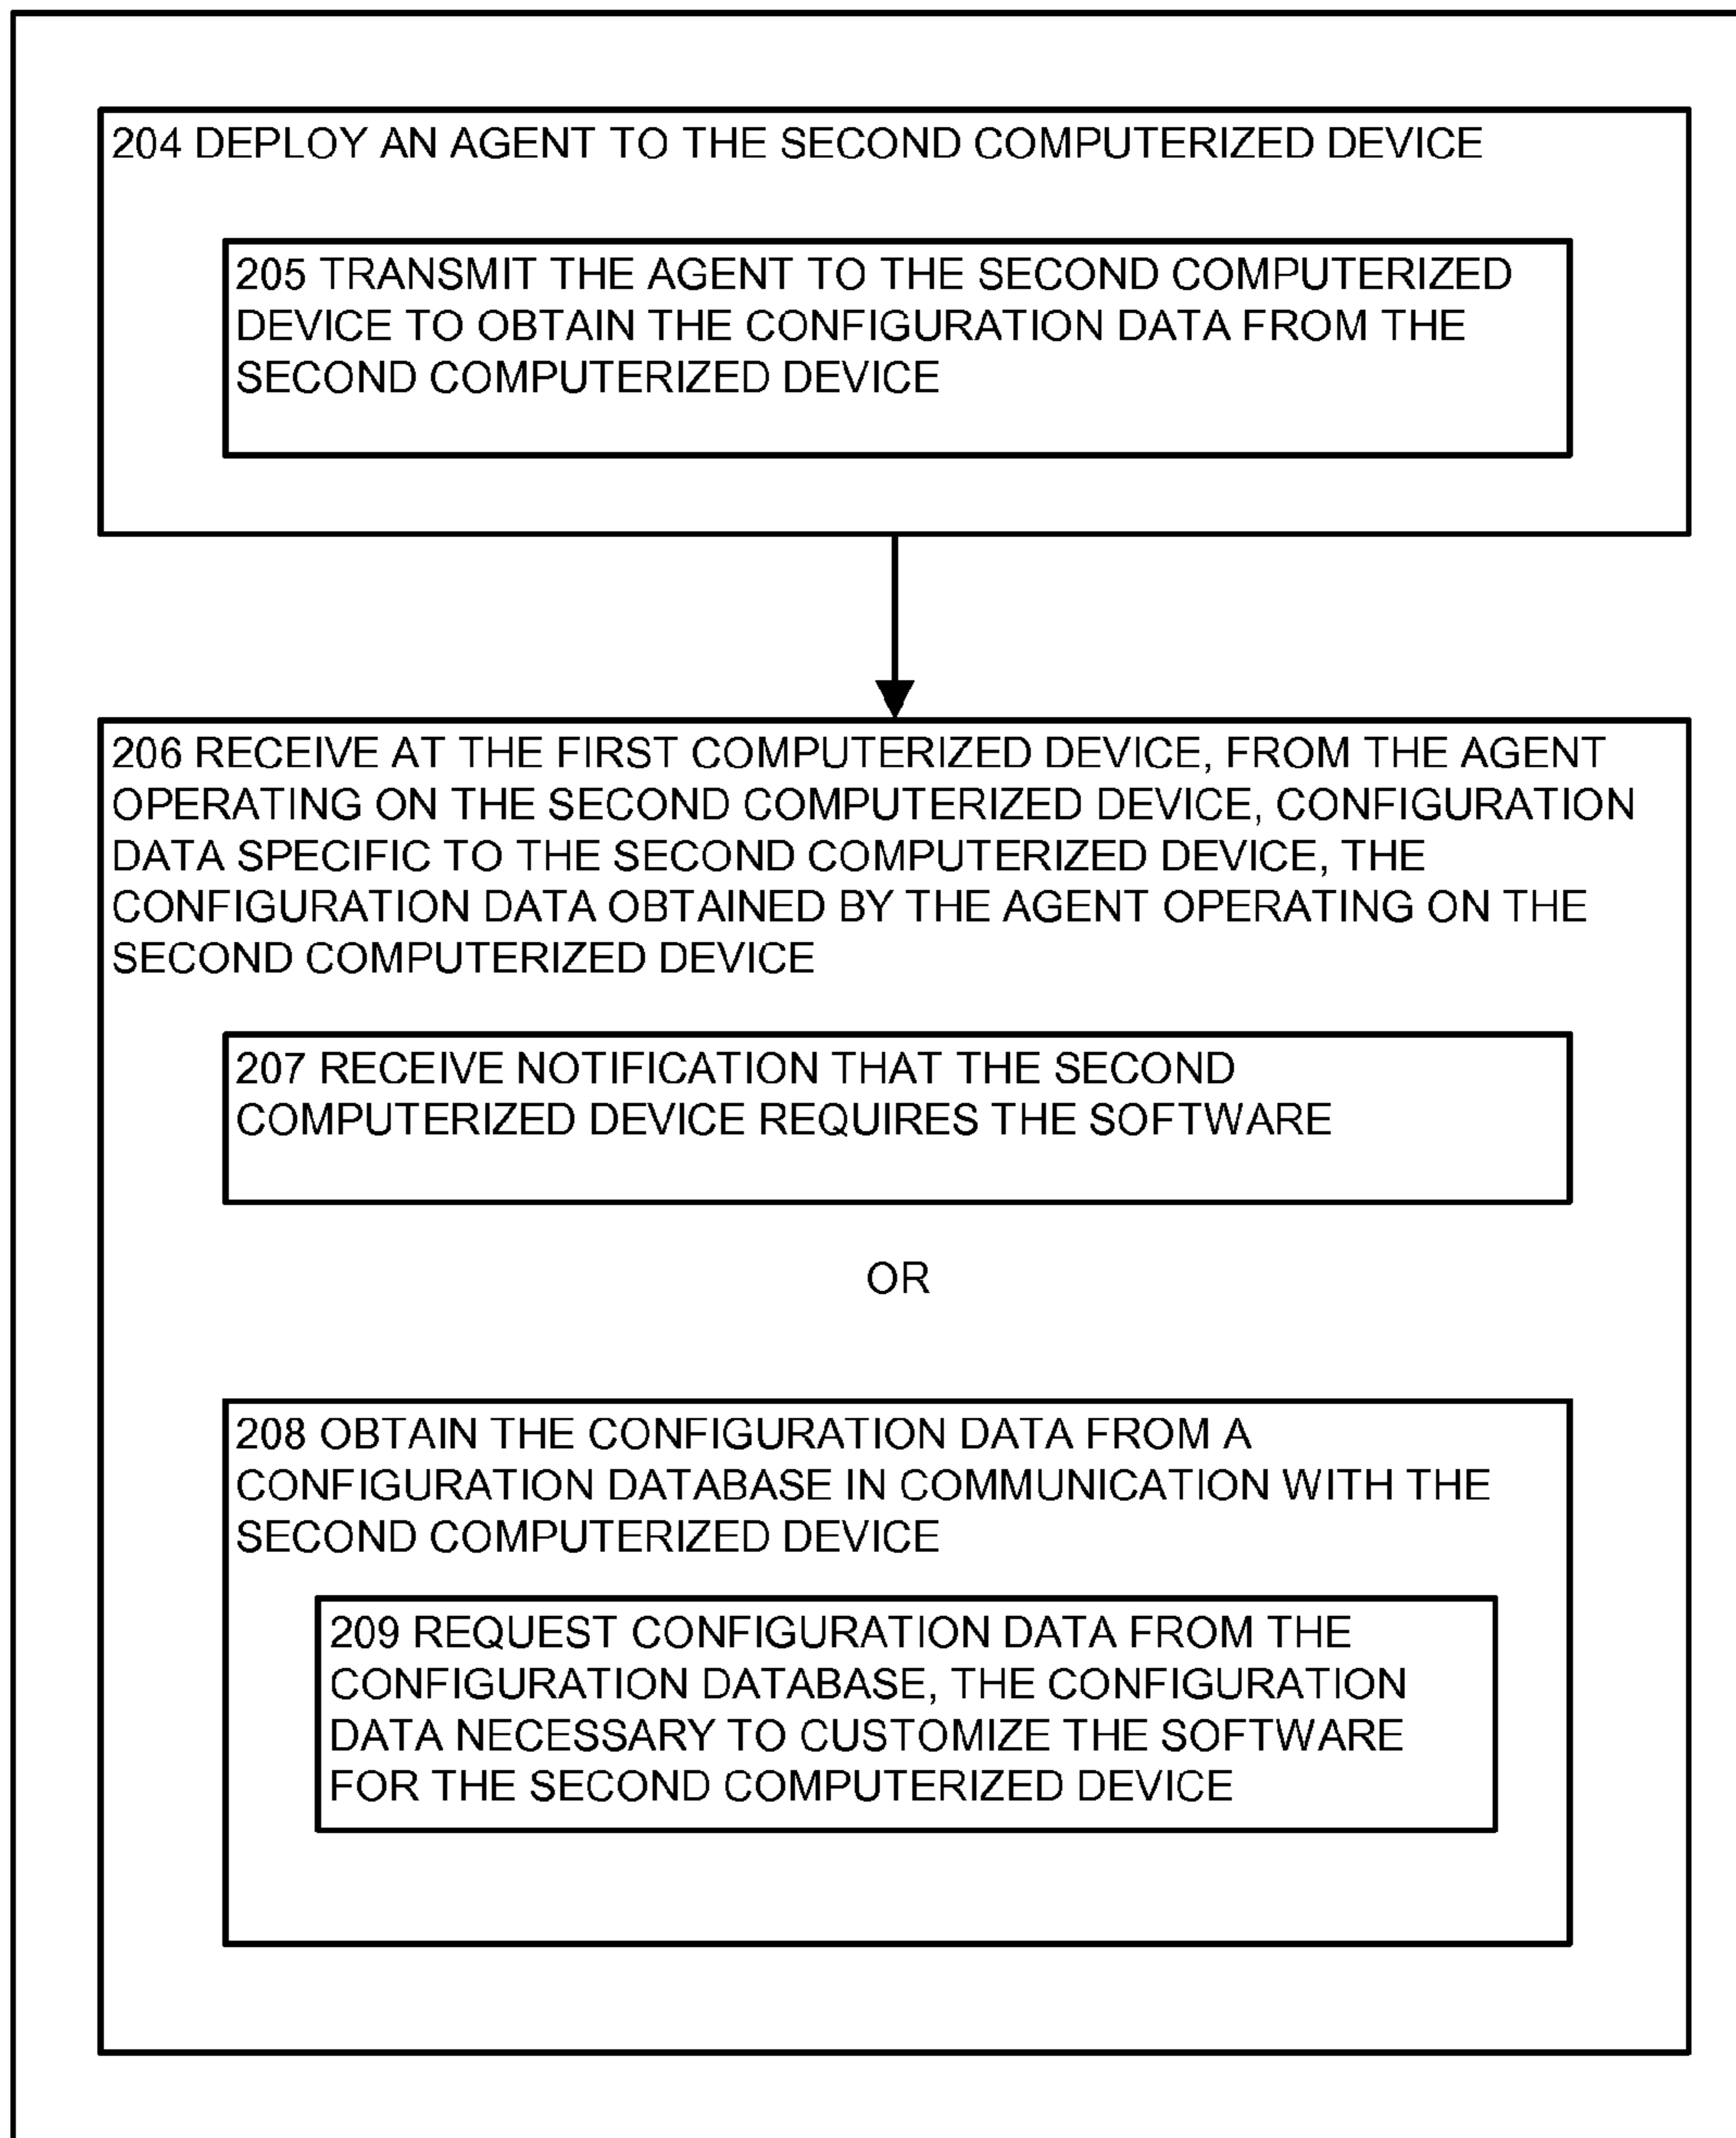 204 DEPLOY AN AGENT TO THE SECOND COMPUTERIZED DEVICE
205 TRANSMIT THE AGENT TO THE SECOND COMPUTERIZED
DEVICE TO OBTAIN THE CONFIGURATION DATA FROM THE
SECOND COMPUTERIZED DEVICE
206 RECEIVE AT THE FIRST COMPUTERIZED DEVICE, FROM THE AGENT
OPERATING ON THE SECOND COMPUTERIZED DEVICE, CONFIGURATION
DATA SPECIFIC TO THE SECOND COMPUTERIZED DEVICE, THE
CONFIGURATION DATA OBTAINED BY THE AGENT OPERATING ON THE
SECOND COMPUTERIZED DEVICE
207 RECEIVE NOTIFICATION THAT THE SECOND
COMPUTERIZED DEVICE REQUIRES THE SOFTWARE
OR
208 OBTAIN THE CONFIGURATION DATA FROM A
CONFIGURATION DATABASE IN COMMUNICATION WITH THE
SECOND COMPUTERIZED DEVICE
209 REQUEST CONFIGURATION DATA FROM THE
CONFIGURATION DATABASE, THE CONFIGURATION
DATA NECESSARY TO CUSTOMIZE THE SOFTWARE
FOR THE SECOND COMPUTERIZED DEVICE